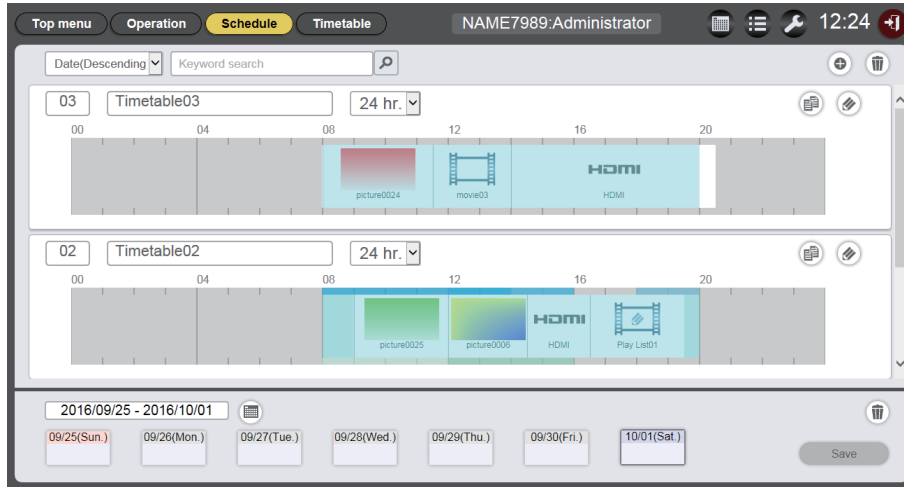 Top menu Operation Schedule Timetable NAME7989:Administrator 12:24
Date(Descending Keyword search
03 Timetable03 24 hr.
00 04 08 12 16 20
HDMI
picture0024 movie03 HDMI
02 Timetable02 24 hr.
00 04 08 12 16 20
HDMI
picture0025 picture0006 HDMI Play List01
2016/09/25 - 2016/10/01
09/25(Sun.) 09/26(Mon.) 09/27(Tue.) 09/28(Wed.) 09/29(Thu.) 09/30(Fri.) 10/01(Sat.)
Save